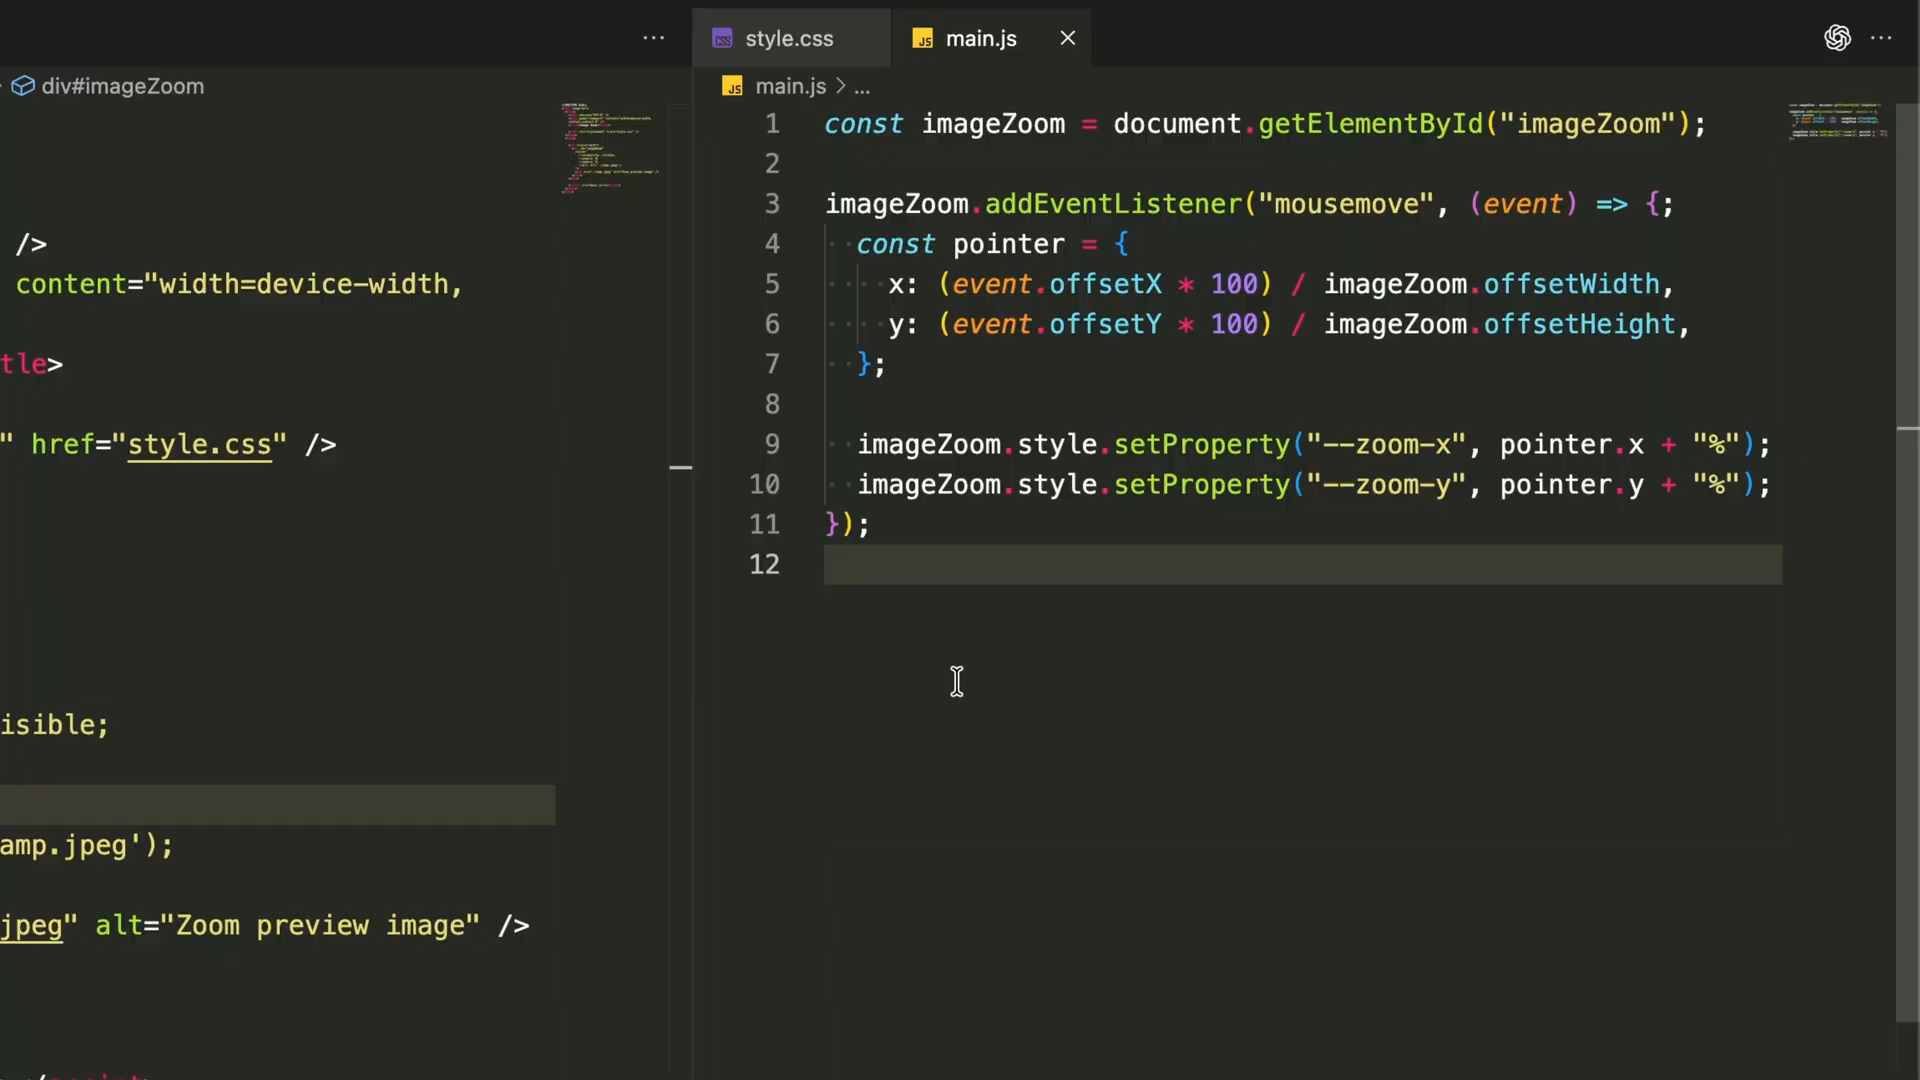 style.css
main.js
div#imageZoom
main.js > ...
/>
content="width=device-width,
tle>
" href="style.css" />
isible;
amp.jpeg');
jpeg" alt="Zoom preview image" />
1 const imageZoom = document.getElementById("imageZoom");
2
3 imageZoom.addEventListener("mousemove", (event) => {;
4 const pointer = {
5 x: (event.offsetX * 100) / imageZoom.offsetWidth,
6 y: (event.offsetY * 100) / imageZoom.offsetHeight,
7 };
8
9 imageZoom.style.setProperty("--zoom-x", pointer.x + "%");
10 imageZoom.style.setProperty("--zoom-y", pointer.y + "%");
11 });
12